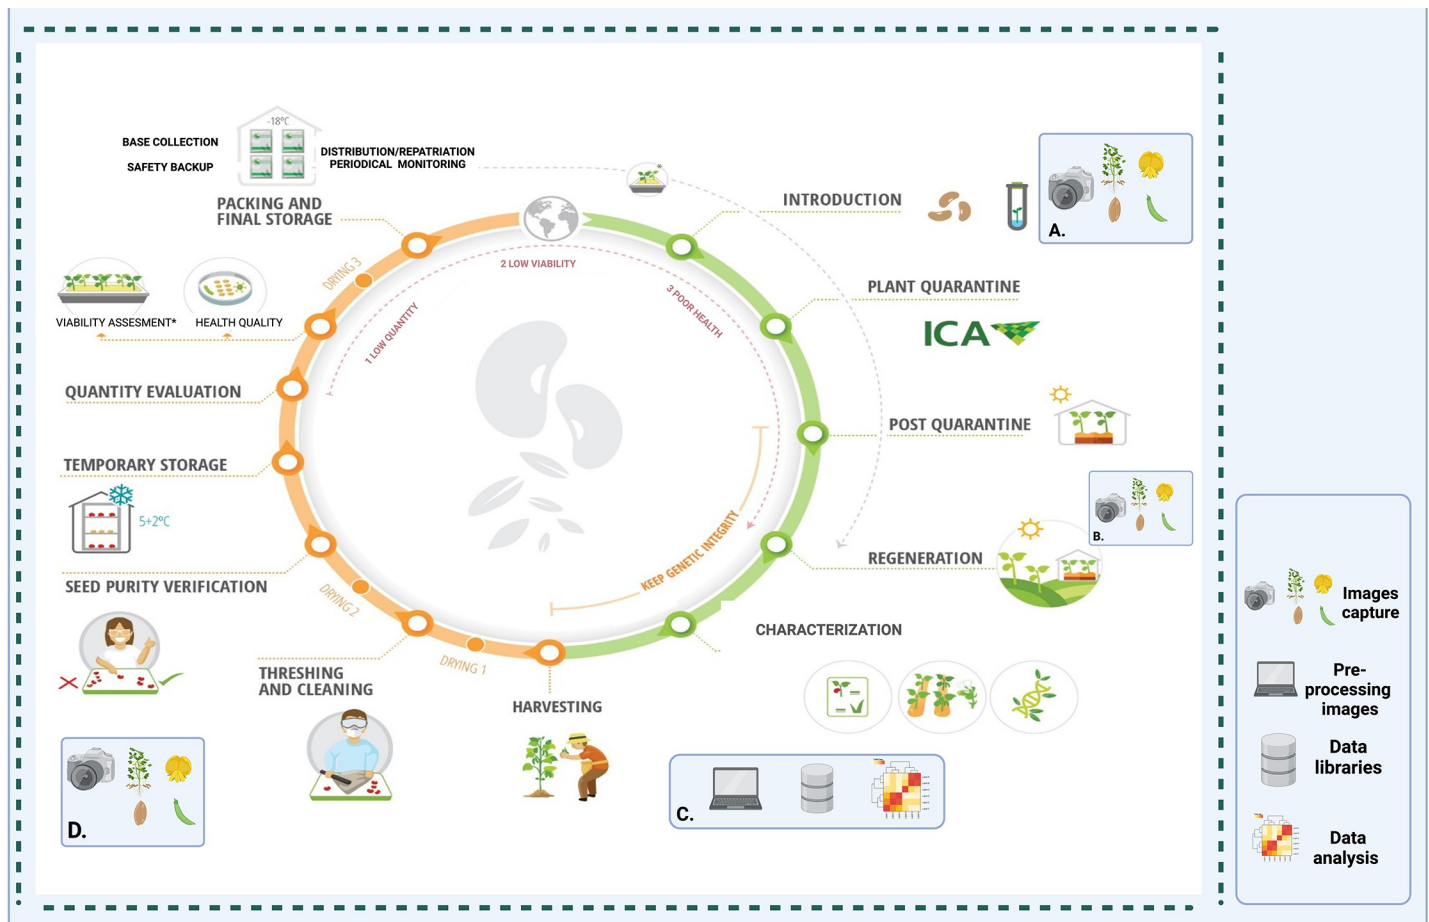 -18ºC
BASE COLLECTION
SAFETY BACKUP
DISTRIBUTION/REPATRIATION
PERIODICAL MONITORING
*
PACKING AND
FINAL STORAGE
INTRODUCTION
A.
DRYING 3
2 LOW VIABILITY
1 LOW QUANTITY
3 POOR HEALTH
PLANT QUARANTINE
ICA
VIABILITY ASSESMENT*
HEALTH QUALITY
QUANTITY EVALUATION
POST QUARANTINE
TEMPORARY STORAGE
5+2ºC
B.
KEEP GENETIC INTEGRITY
REGENERATION
SEED PURITY VERIFICATION
DRYING 2
CHARACTERIZATION
DRYING 1
THRESHING
AND CLEANING
HARVESTING
C.
D.
Images
capture
Pre-
processing
images
Data
libraries
Data
analysis